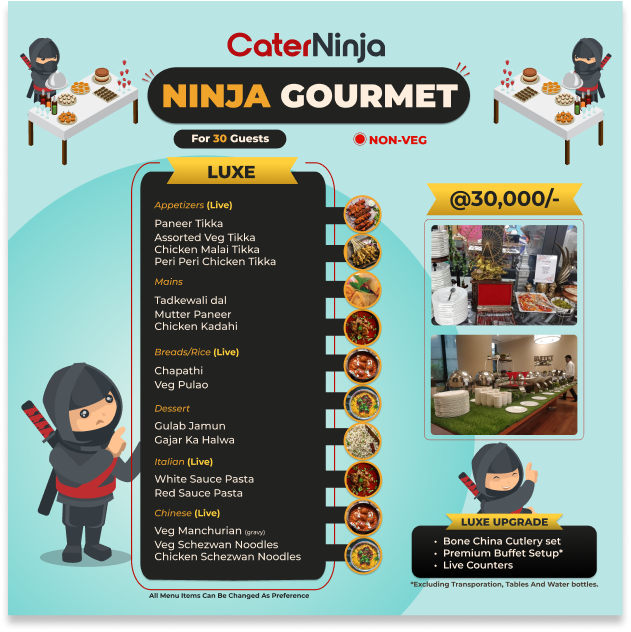 CaterNinja
NINJA GOURMET
For 30 Guests
NON-VEG
LUXE
Appetizers (Live)
Paneer Tikka
Assorted Veg Tikka
Chicken Malai Tikka
Peri Peri Chicken Tikka
Mains
Tadkewali dal
Mutter Paneer
Chicken Kadahi
Breads/Rice (Live)
Chapathi
Veg Pulao
Dessert
Gulab Jamun
Gajar Ka Halwa
Italian (Live)
White Sauce Pasta
Red Sauce Pasta
Chinese (Live)
Veg Manchurian (gravy)
Veg Schezwan Noodles
Chicken Schezwan Noodles
All Menu Items Can Be Changed As Preference
@30,000/-
BUFFET
LUXE UPGRADE
• Bone China Cutlery set
• Premium Buffet Setup*
• Live Counters
*Excluding Transporation, Tables And Water bottles.